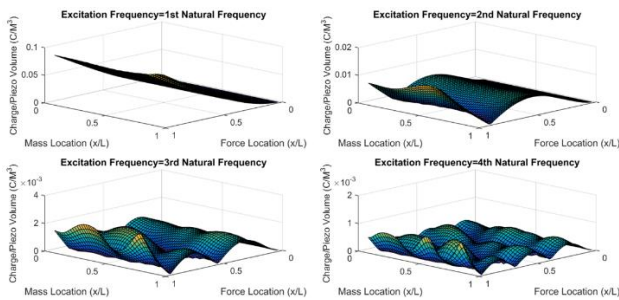 Excitation Frequency=1st Natural Frequency
Charge/Piezo Volume (C/M³)
0.1
0.05
0
0
0.5
1
Mass Location (x/L)
1
0.5
0
Force Location (x/L)
Excitation Frequency=2nd Natural Frequency
Charge/Piezo Volume (C/M³)
0.02
0.01
0
0
0.5
1
Mass Location (x/L)
1
0.5
0
Force Location (x/L)
Excitation Frequency=3rd Natural Frequency
×10⁻³
Charge/Piezo Volume (C/M³)
4
2
0
0
0.5
1
Mass Location (x/L)
1
0.5
0
Force Location (x/L)
Excitation Frequency=4th Natural Frequency
×10⁻³
Charge/Piezo Volume (C/M³)
2
1
0
0
0.5
1
Mass Location (x/L)
1
0.5
0
Force Location (x/L)